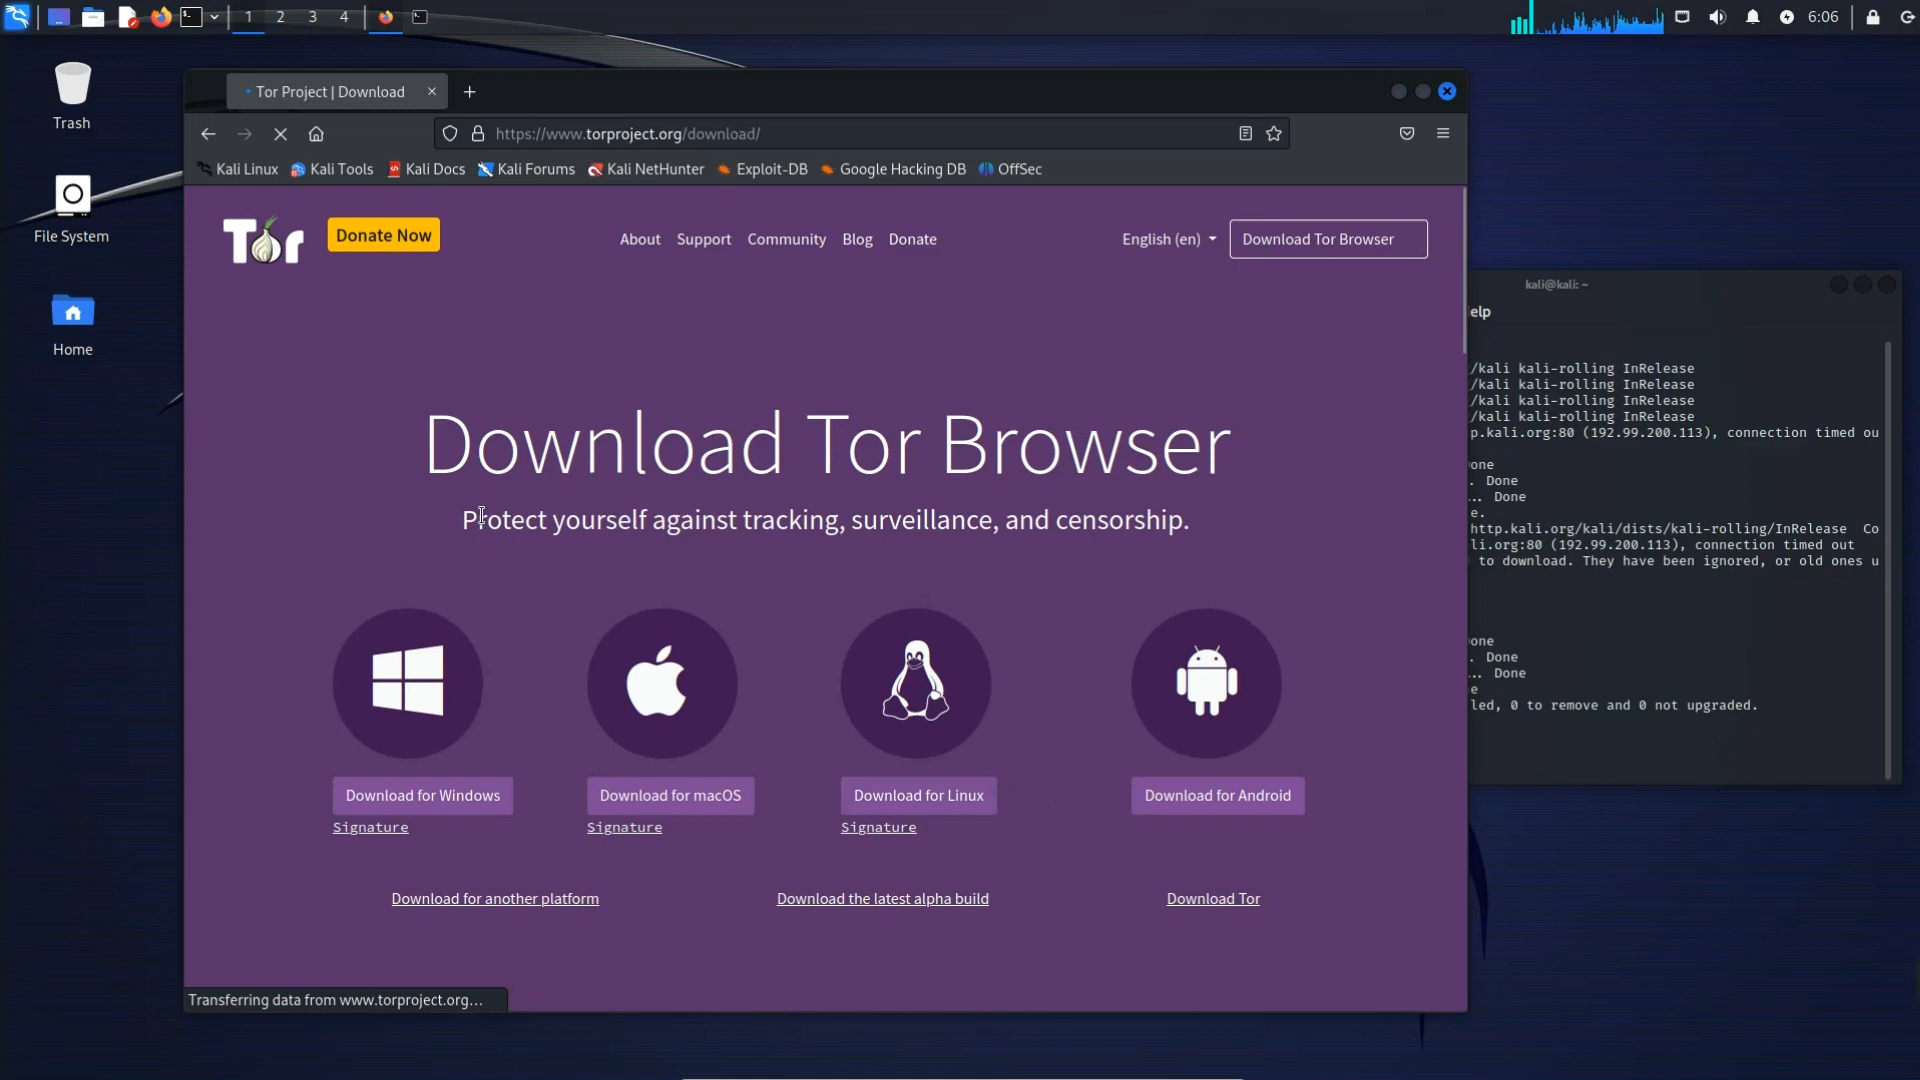 1 2 3 4
6:06
Tor Project | Download
https://www.torproject.org/download/
Kali Linux Kali Tools Kali Docs Kali Forums Kali NetHunter Exploit-DB Google Hacking DB OffSec
Trash
File System
Home
Tor
Donate Now
About Support Community Blog Donate
English (en)
Download Tor Browser
Download Tor Browser
Protect yourself against tracking, surveillance, and censorship.
Download for Windows
Signature
Download for macOS
Signature
Download for Linux
Signature
Download for Android
Download for another platform
Download the latest alpha build
Download Tor
Transferring data from www.torproject.org…
kali@kali: ~
elp
/kali kali-rolling InRelease
/kali kali-rolling InRelease
/kali kali-rolling InRelease
/kali kali-rolling InRelease
p.kali.org:80 (192.99.200.113), connection timed ou
one
. Done
... Done
e.
http.kali.org/kali/dists/kali-rolling/InRelease Co
li.org:80 (192.99.200.113), connection timed out
to download. They have been ignored, or old ones u
one
. Done
... Done
e
led, 0 to remove and 0 not upgraded.